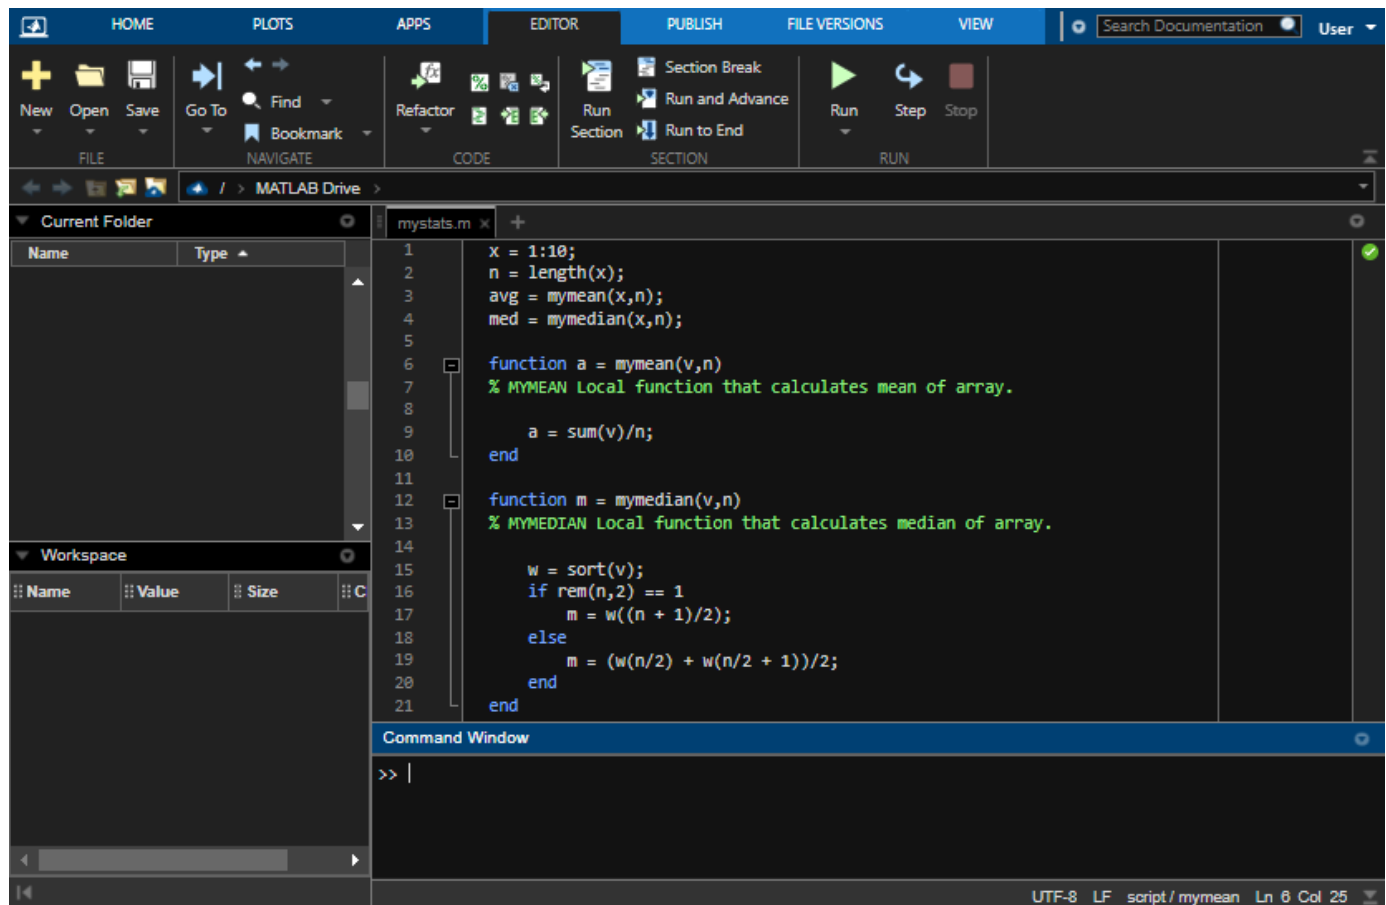 HOME PLOTS APPS EDITOR PUBLISH FILE VERSIONS VIEW Search Documentation User
New Open Save Go To Find Bookmark Refactor Run Section Section Break Run and Advance Run to End Run Step Stop
FILE NAVIGATE CODE SECTION RUN
/ > MATLAB Drive >
Current Folder
Name Type
Workspace
Name Value Size C
mystats.m × +
1 x = 1:10;
2 n = length(x);
3 avg = mymean(x,n);
4 med = mymedian(x,n);
5
6 function a = mymean(v,n)
7 % MYMEAN Local function that calculates mean of array.
8
9 a = sum(v)/n;
10 end
11
12 function m = mymedian(v,n)
13 % MYMEDIAN Local function that calculates median of array.
14
15 w = sort(v);
16 if rem(n,2) == 1
17 m = w((n + 1)/2);
18 else
19 m = (w(n/2) + w(n/2 + 1))/2;
20 end
21 end
Command Window
>>
UTF-8 LF script / mymean Ln 6 Col 25